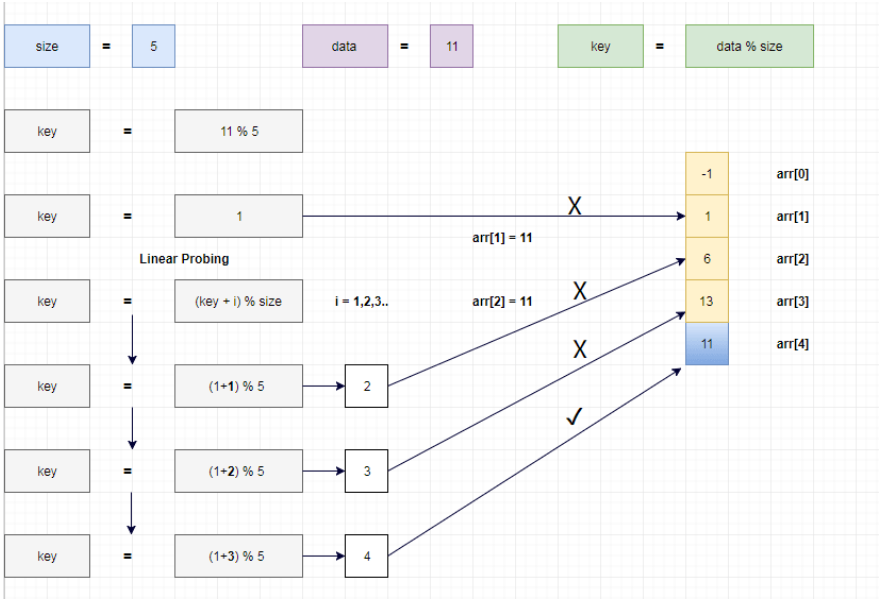 size = 5 data = 11 key = data % size
key = 11 % 5
-1 arr[0]
key = 1 X 1 arr[1]
arr[1] = 11
Linear Probing 6 arr[2]
key = (key + i) % size i = 1,2,3.. arr[2] = 11 X 13 arr[3]
X 11 arr[4]
key = (1+1) % 5 2
✓
key = (1+2) % 5 3
key = (1+3) % 5 4